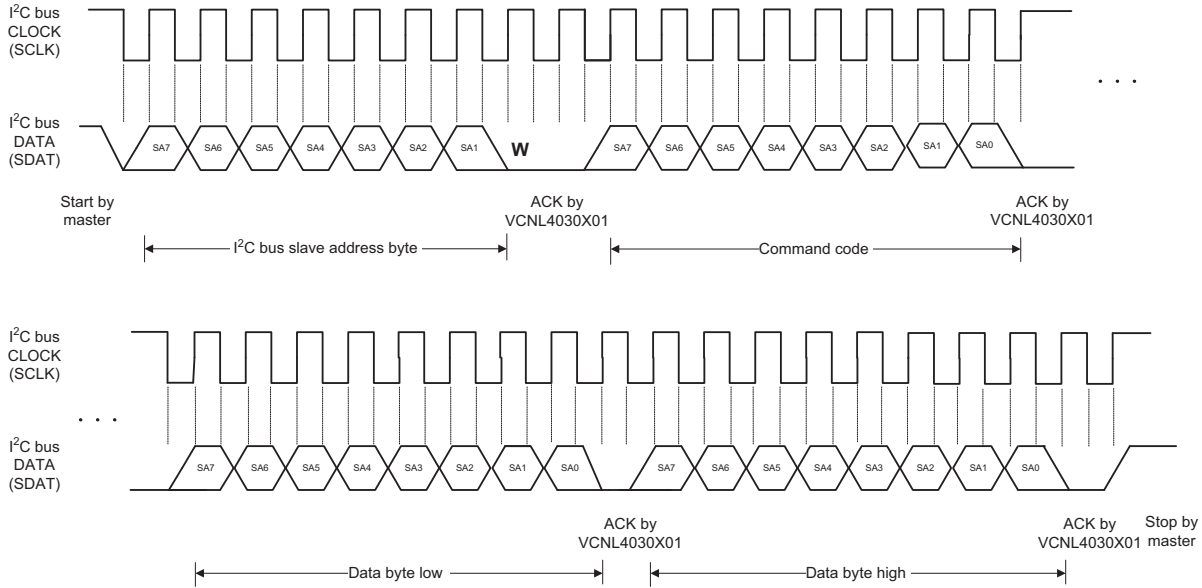 I²C bus
CLOCK
(SCLK)
. . .
I²C bus
DATA
(SDAT)
SA7 SA6 SA5 SA4 SA3 SA2 SA1 W SA7 SA6 SA5 SA4 SA3 SA2 SA1 SA0
Start by
master
ACK by
VCNL4030X01
ACK by
VCNL4030X01
I²C bus slave address byte
Command code
I²C bus
CLOCK
(SCLK)
. . .
I²C bus
DATA
(SDAT)
SA7 SA6 SA5 SA4 SA3 SA2 SA1 SA0 SA7 SA6 SA5 SA4 SA3 SA2 SA1 SA0
ACK by
VCNL4030X01
ACK by
VCNL4030X01
Stop by
master
Data byte low
Data byte high